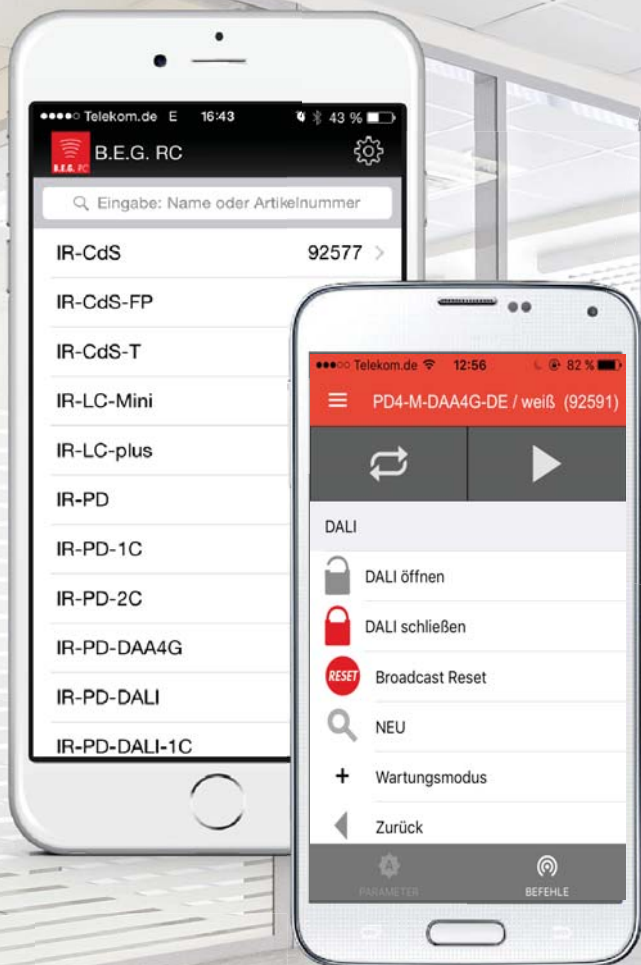 Telekom.de E 16:43 43 %
B.E.G. RC
B.E.G. RC
Eingabe: Name oder Artikelnummer
IR-CdS 92577
IR-CdS-FP
IR-CdS-T
IR-LC-Mini
IR-LC-plus
IR-PD
IR-PD-1C
IR-PD-2C
IR-PD-DAA4G
IR-PD-DALI
IR-PD-DALI-1C
Telekom.de 12:56 82 %
PD4-M-DAA4G-DE / weiß (92591)
DALI
DALI öffnen
DALI schließen
RESET Broadcast Reset
NEU
Wartungsmodus
Zurück
PARAMETER BEFEHLE